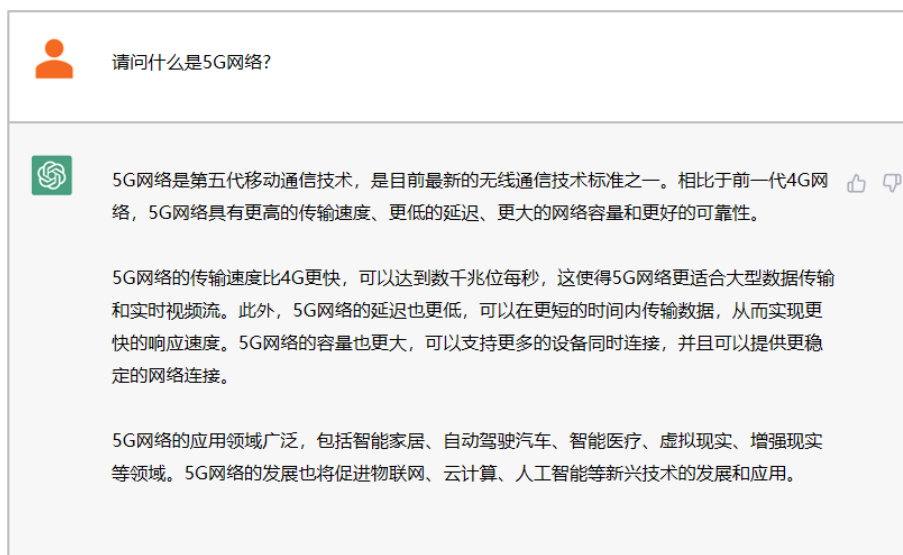 请问什么是5G网络?
5G网络是第五代移动通信技术，是目前最新的无线通信技术标准之一。相比于前一代4G网
络，5G网络具有更高的传输速度、更低的延迟、更大的网络容量和更好的可靠性。
5G网络的传输速度比4G更快，可以达到数千兆位每秒，这使得5G网络更适合大型数据传输
和实时视频流。此外，5G网络的延迟也更低，可以在更短的时间内传输数据，从而实现更
快的响应速度。5G网络的容量也更大，可以支持更多的设备同时连接，并且可以提供更稳
定的网络连接。
5G网络的应用领域广泛，包括智能家居、自动驾驶汽车、智能医疗、虚拟现实、增强现实
等领域。5G网络的发展也将促进物联网、云计算、人工智能等新兴技术的发展和应用。